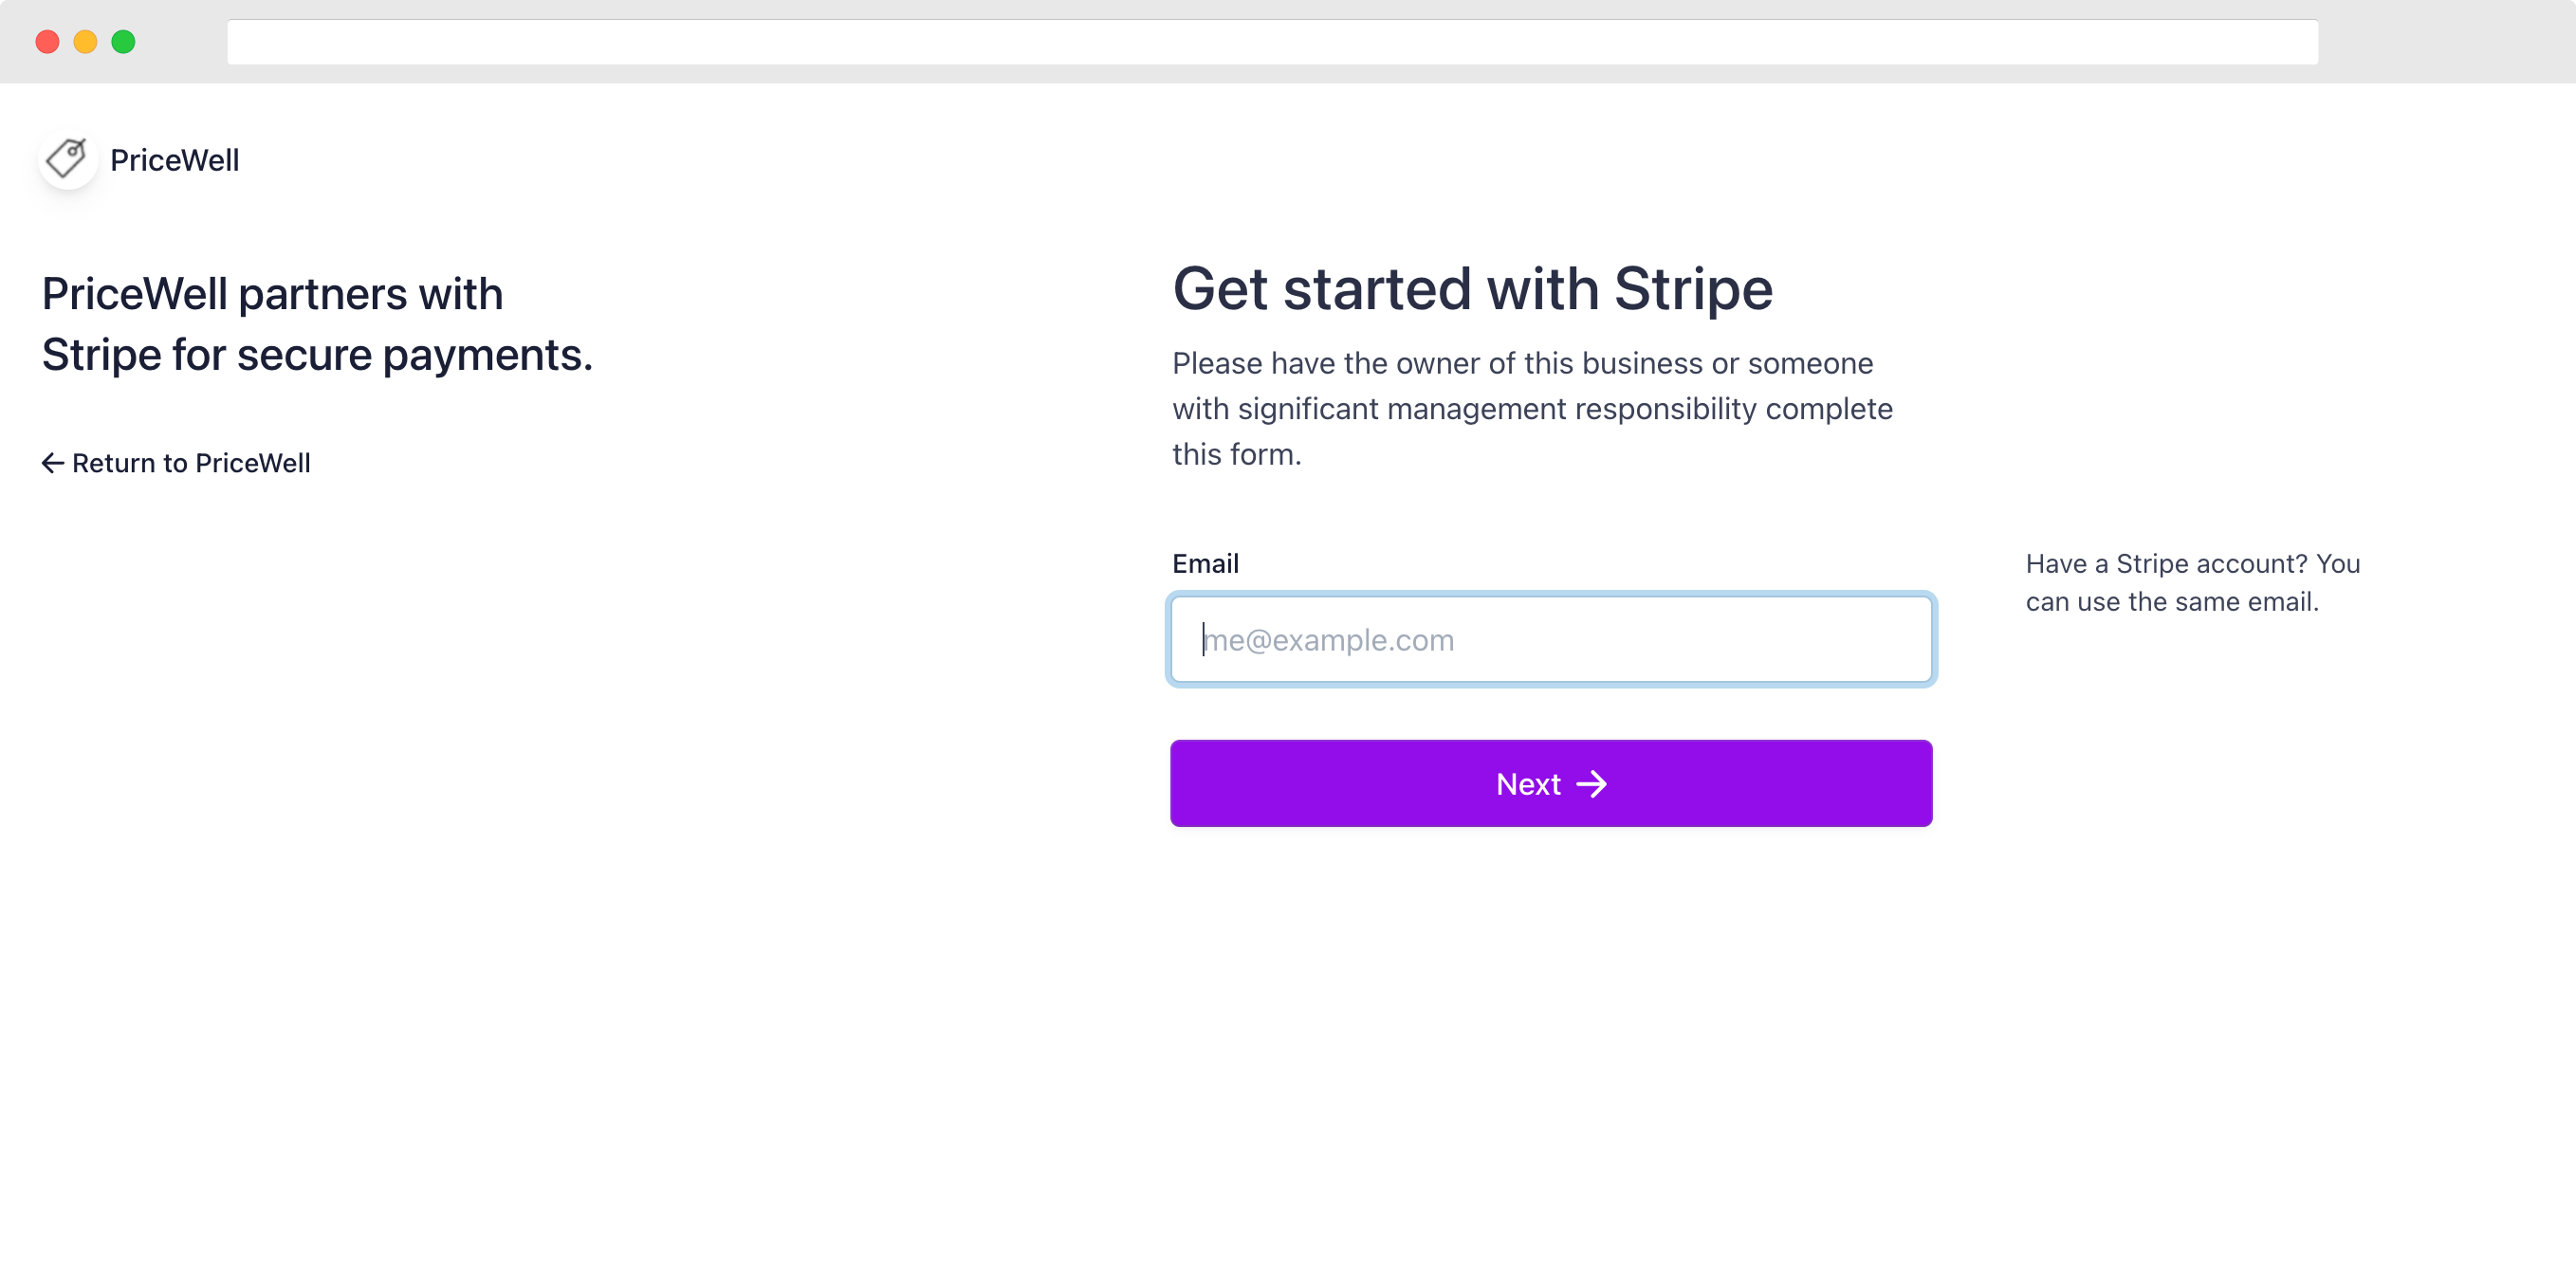 PriceWell
PriceWell partners with
Stripe for secure payments.
← Return to PriceWell
Get started with Stripe
Please have the owner of this business or someone
with significant management responsibility complete
this form.
Email
me@example.com
Have a Stripe account? You
can use the same email.
Next →